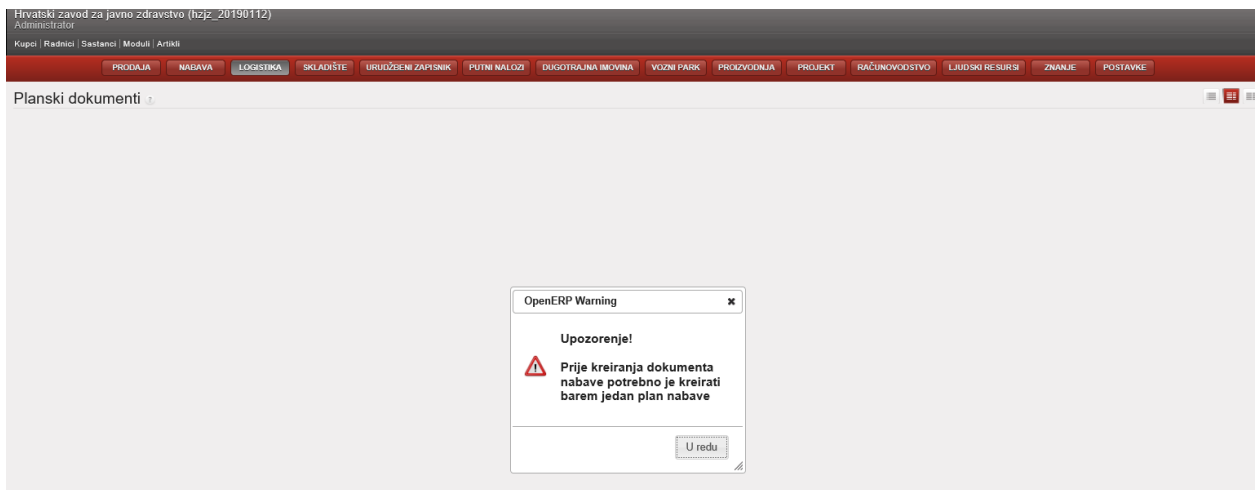 Hrvatski zavod za javno zdravstvo (hzjz_20190112)
Administrator
Kupci | Radnici | Sastanci | Moduli | Artikli
PRODAJA NABAVA LOGISTIKA SKLADIŠTE URUDŽBENI ZAPISNIK PUTNI NALOZI DUGOTRAJNA IMOVINA VOZNI PARK PROIZVODNJA PROJEKT RAČUNOVODSTVO LJUDSKI RESURSI ZNANJE POSTAVKE
Planski dokumenti ?
OpenERP Warning
Upozorenje!
Prije kreiranja dokumenta
nabave potrebno je kreirati
barem jedan plan nabave
U redu